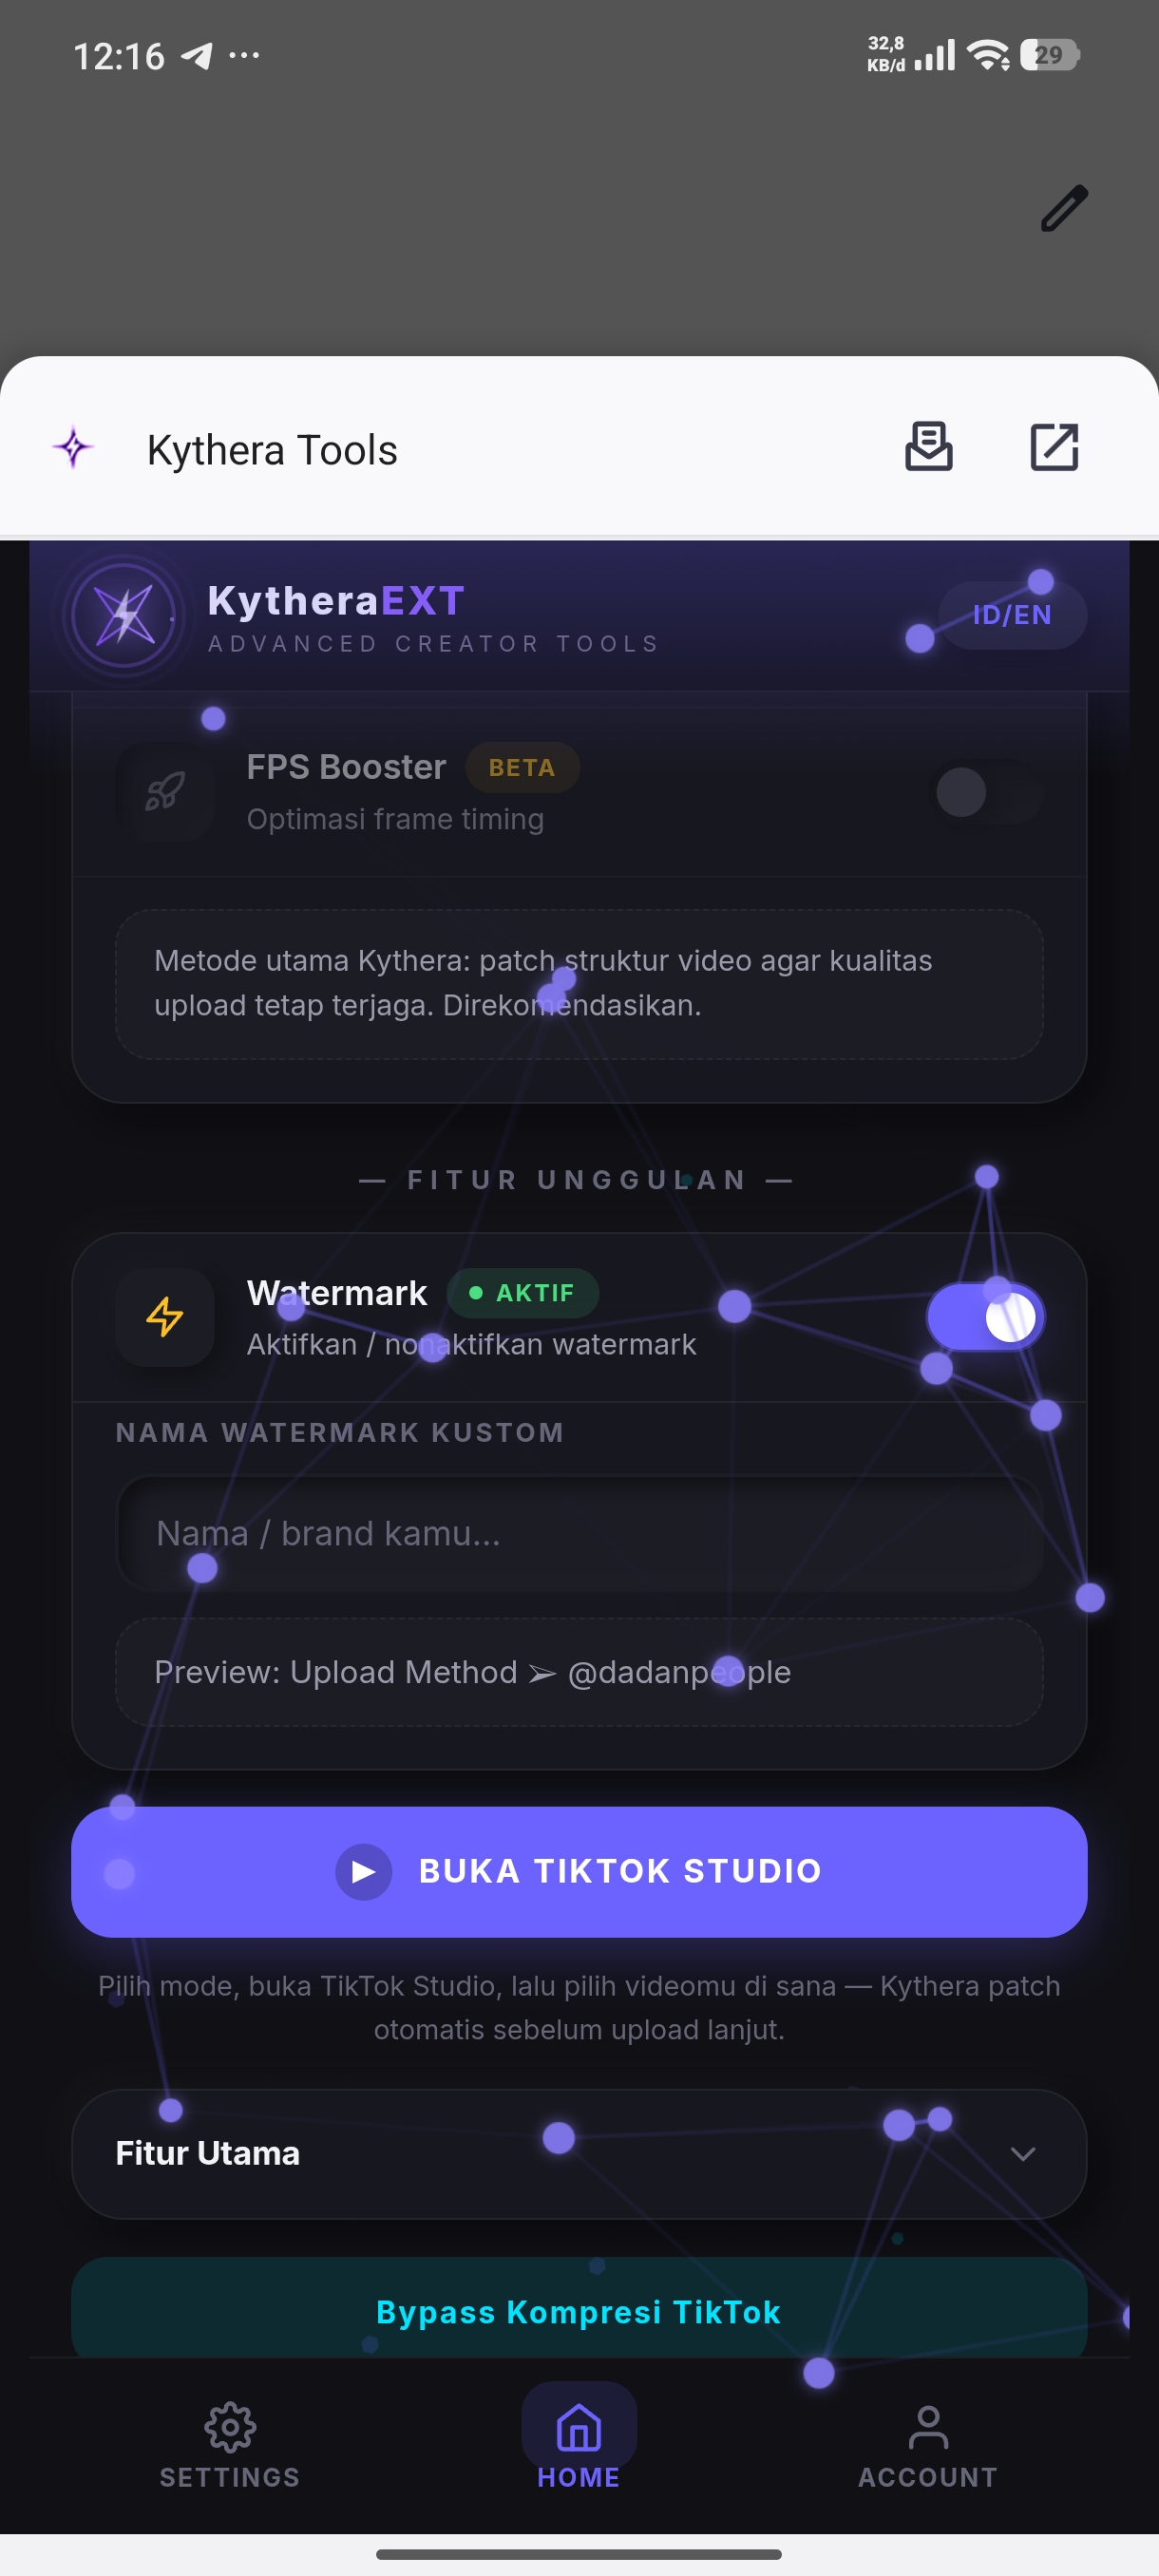 12:16
32,8
KB/d
29
Kythera Tools
KytheraEXT
ADVANCED CREATOR TOOLS
ID/EN
FPS Booster BETA
Optimasi frame timing
Metode utama Kythera: patch struktur video agar kualitas
upload tetap terjaga. Direkomendasikan.
— FITUR UNGGULAN —
Watermark AKTIF
Aktifkan / nonaktifkan watermark
NAMA WATERMARK KUSTOM
Nama / brand kamu...
Preview: Upload Method ➢ @dadanpeople
BUKA TIKTOK STUDIO
Pilih mode, buka TikTok Studio, lalu pilih videomu di sana — Kythera patch
otomatis sebelum upload lanjut.
Fitur Utama
Bypass Kompresi TikTok
SETTINGS
HOME
ACCOUNT